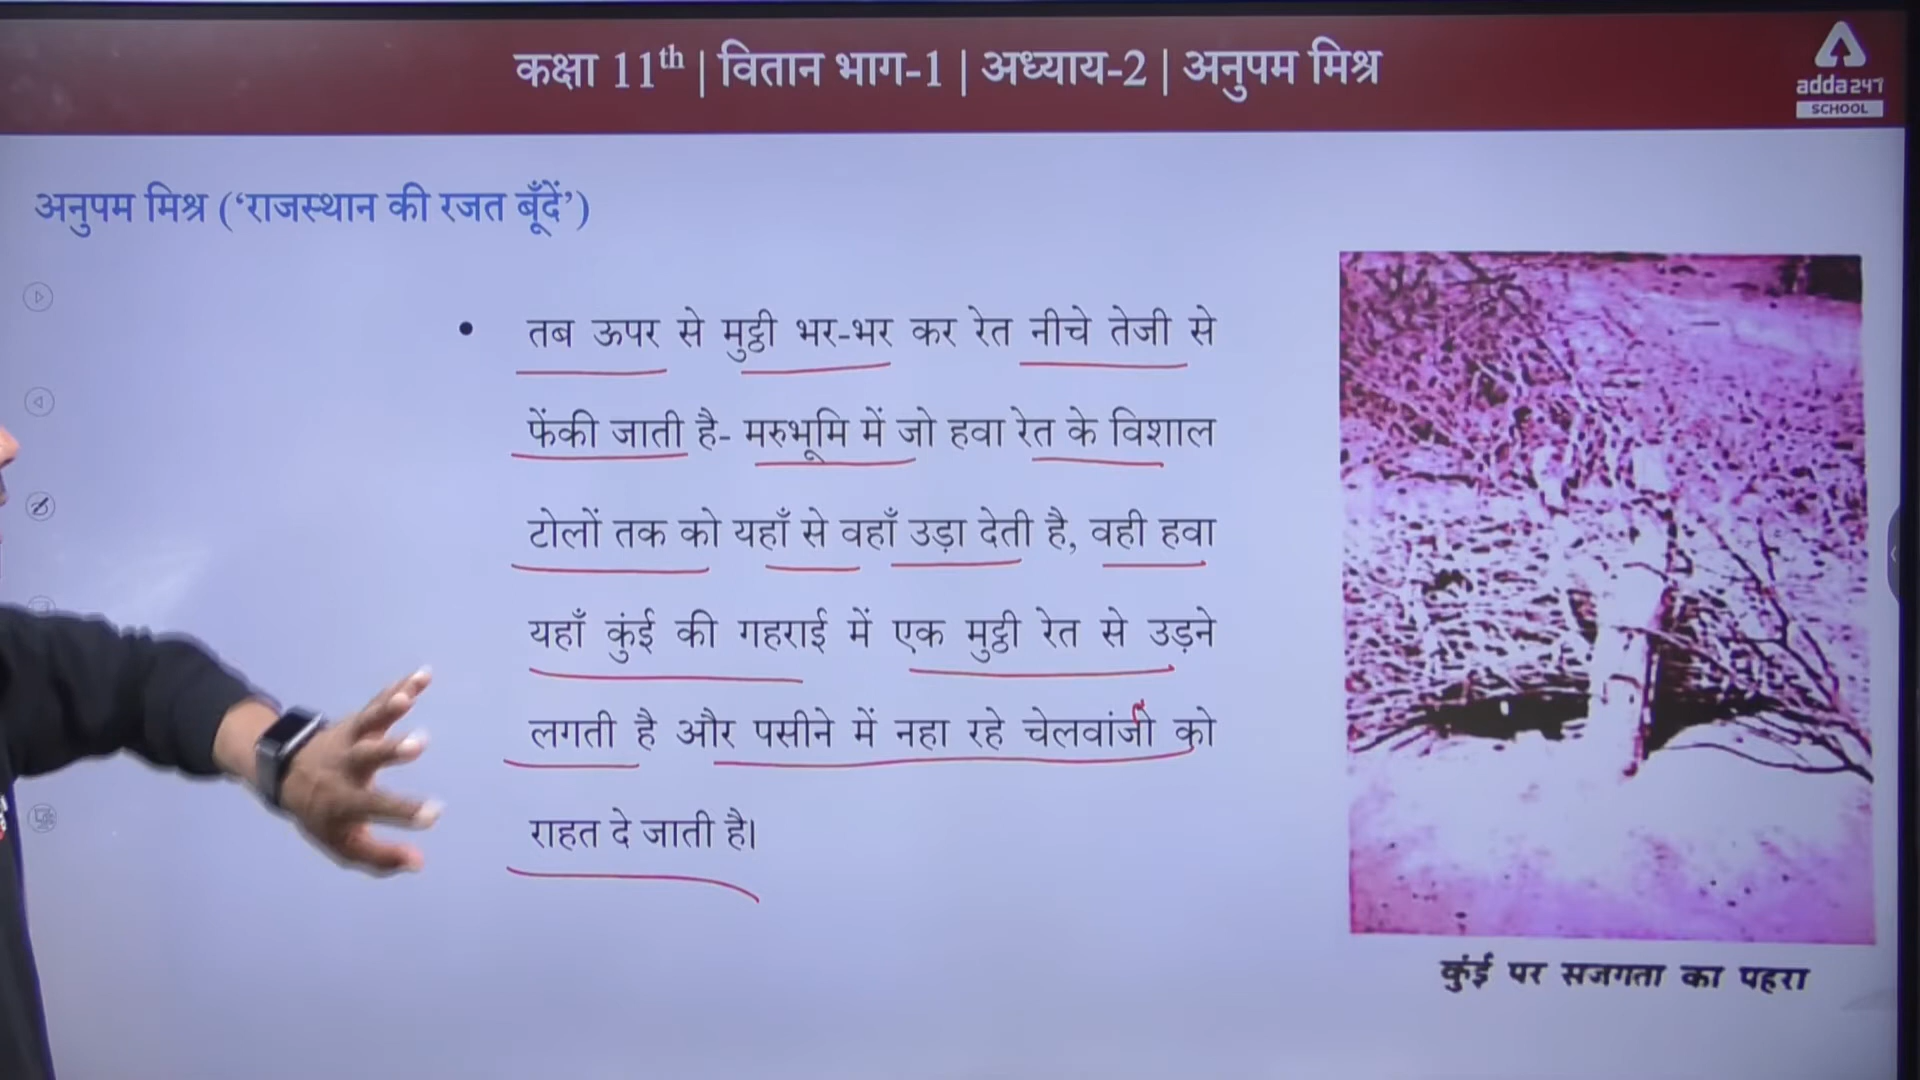 कक्षा 11th | वितान भाग-1 | अध्याय-2 | अनुपम मिश्र
adda247
SCHOOL
अनुपम मिश्र (‘राजस्थान की रजत बूँदें’)
• तब ऊपर से मुट्ठी भर-भर कर रेत नीचे तेजी से
फेंकी जाती है- मरुभूमि में जो हवा रेत के विशाल
टोलों तक को यहाँ से वहाँ उड़ा देती है, वही हवा
यहाँ कुंई की गहराई में एक मुट्ठी रेत से उड़ने
लगती है और पसीने में नहा रहे चेलवांजी को
राहत दे जाती है।
कुंई पर सजगता का पहरा